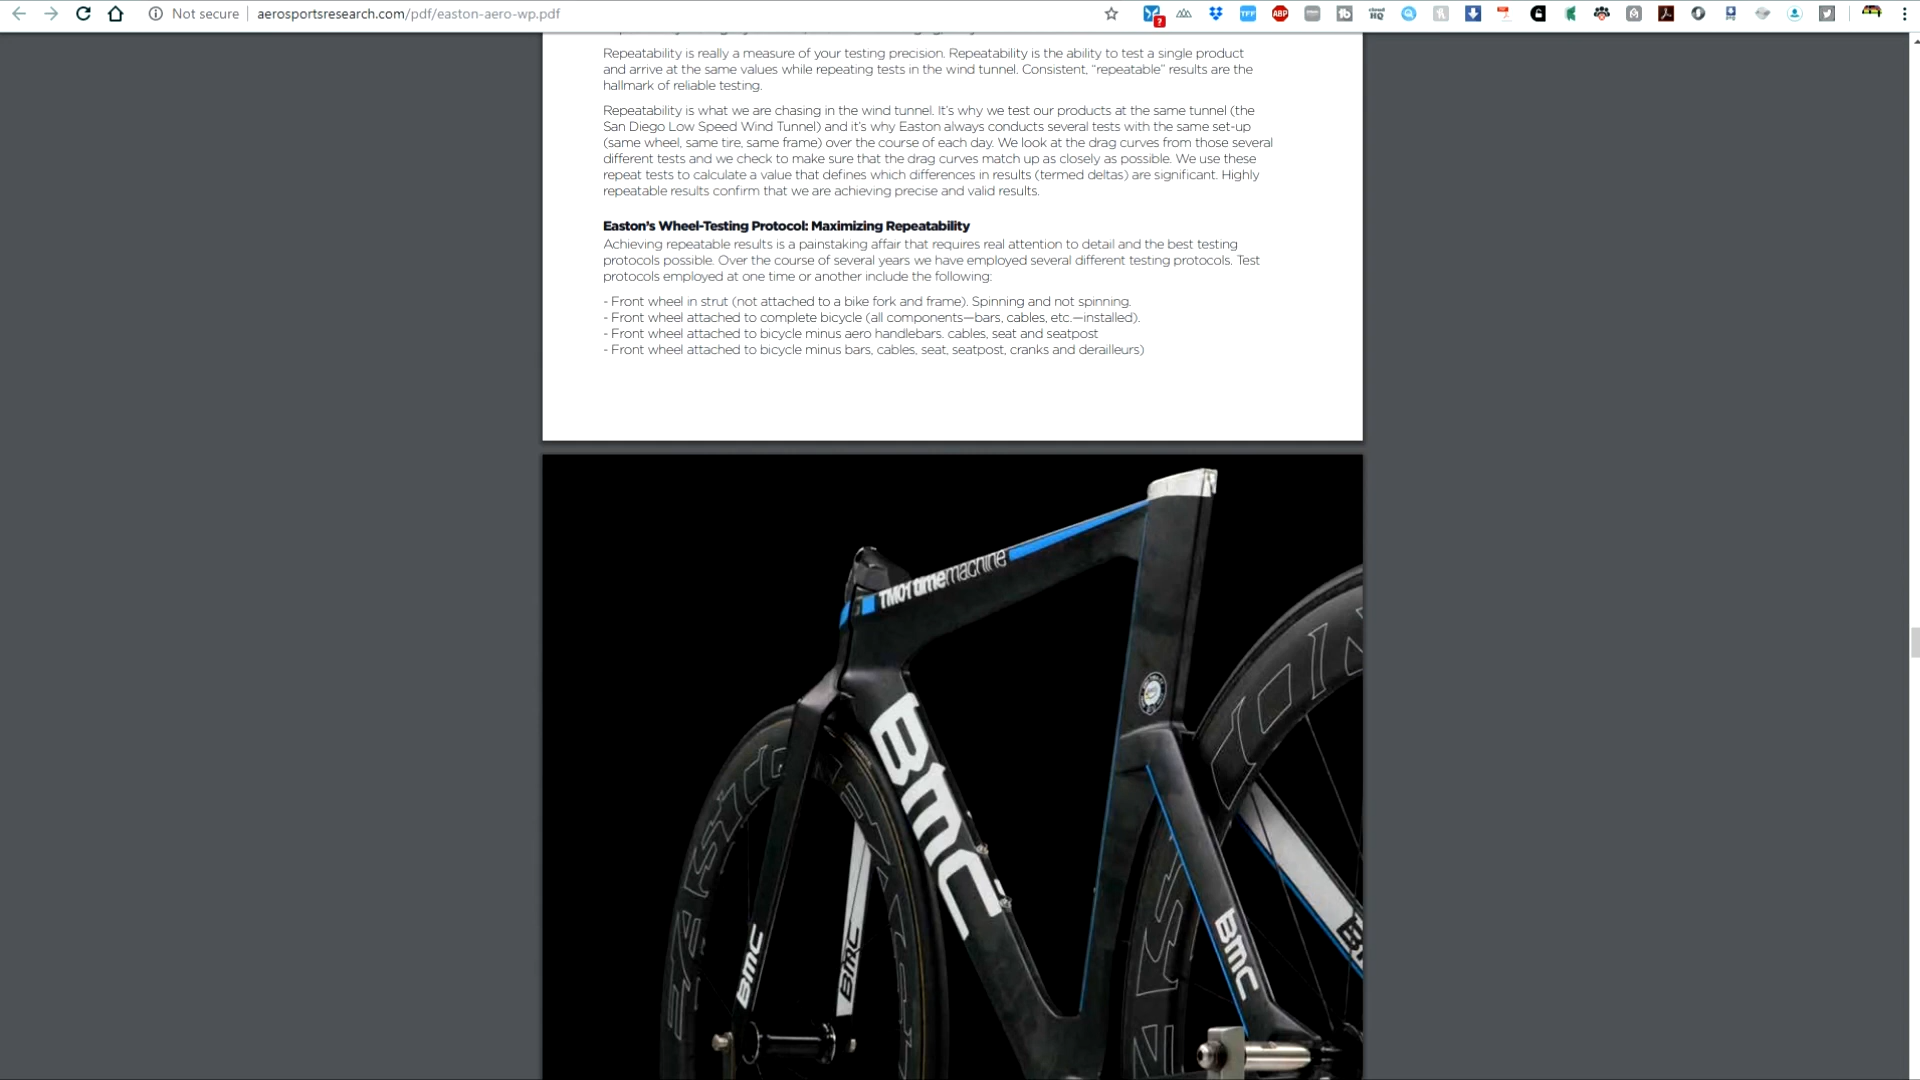 Not secure
aerosportsresearch.com/pdf/easton-aero-wp.pdf
Repeatability is really a measure of your testing precision. Repeatability is the ability to test a single product
and arrive at the same values while repeating tests in the wind tunnel. Consistent, “repeatable” results are the
hallmark of reliable testing.
Repeatability is what we are chasing in the wind tunnel. It’s why we test our products at the same tunnel (the
San Diego Low Speed Wind Tunnel) and it’s why Easton always conducts several tests with the same set-up
(same wheel, same tire, same frame) over the course of each day. We look at the drag curves from those several
different tests and we check to make sure that the drag curves match up as closely as possible. We use these
repeat tests to calculate a value that defines which differences in results (termed deltas) are significant. Highly
repeatable results confirm that we are achieving precise and valid results.
Easton’s Wheel-Testing Protocol: Maximizing Repeatability
Achieving repeatable results is a painstaking affair that requires real attention to detail and the best testing
protocols possible. Over the course of several years we have employed several different testing protocols. Test
protocols employed at one time or another include the following:
- Front wheel in strut (not attached to a bike fork and frame). Spinning and not spinning.
- Front wheel attached to complete bicycle (all components—bars, cables, etc.—installed).
- Front wheel attached to bicycle minus aero handlebars. cables, seat and seatpost
- Front wheel attached to bicycle minus bars, cables, seat, seatpost, cranks and derailleurs)
TM01 timemachine
BMC
BMC
BMC
BMC
EASTON